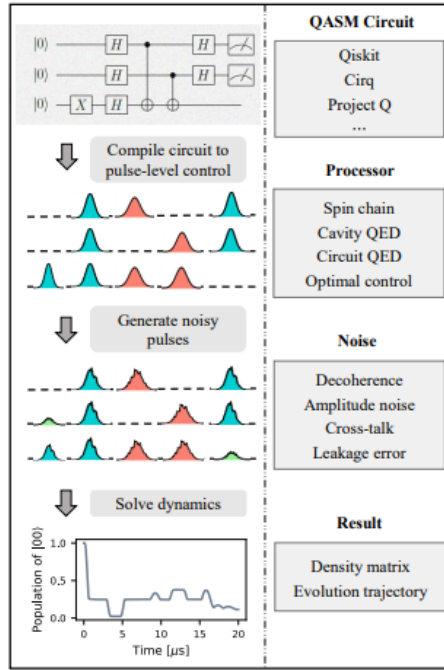 QASM Circuit
|0⟩ H H
|0⟩ H H
|0⟩ X H
Qiskit
Cirq
Project Q
...
Compile circuit to
pulse-level control
Processor
Spin chain
Cavity QED
Circuit QED
Optimal control
Generate noisy
pulses
Noise
Decoherence
Amplitude noise
Cross-talk
Leakage error
Solve dynamics
Result
Density matrix
Evolution trajectory
Population of |00⟩
1.0
0.5
0.0
0 5 10 15 20
Time [μs]